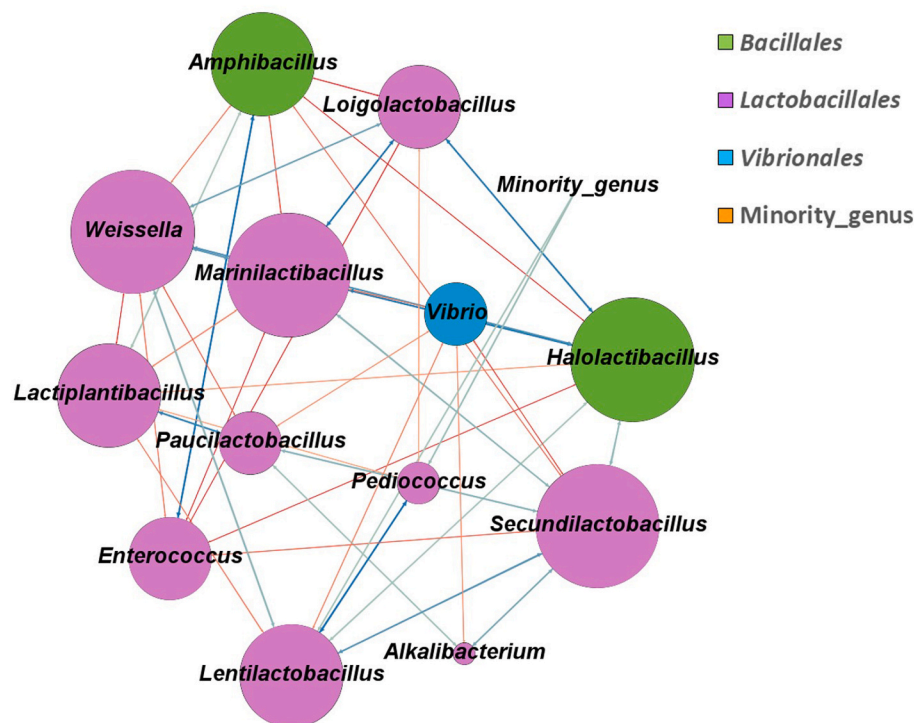 Amphibacillus
Loigolactobacillus
Minority_genus
Weissella
Marinilactibacillus
Vibrio
Halolactibacillus
Lactiplantibacillus
Paucilactobacillus
Pediococcus
Secundilactobacillus
Enterococcus
Alkalibacterium
Lentilactobacillus
Bacillales
Lactobacillales
Vibrionales
Minority_genus